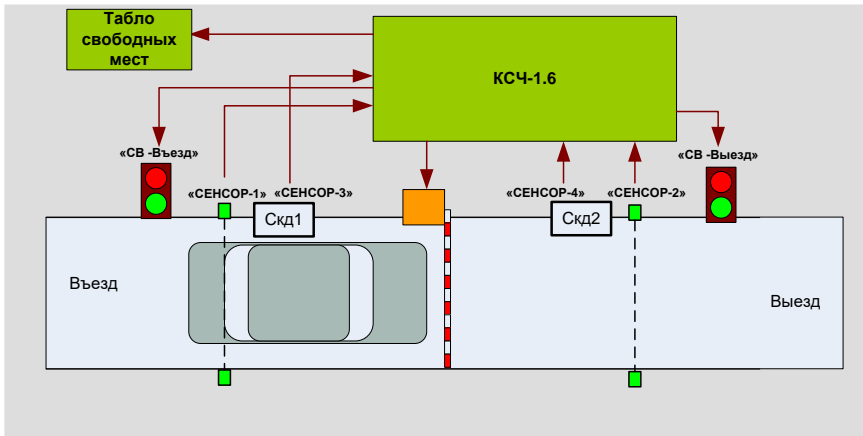 Табло
свободных
мест
КСЧ-1.6
«СВ -Въезд»
«СВ -Выезд»
«СЕНСОР-1»
«СЕНСОР-3»
«СЕНСОР-4»
«СЕНСОР-2»
Скд1
Скд2
Въезд
Выезд